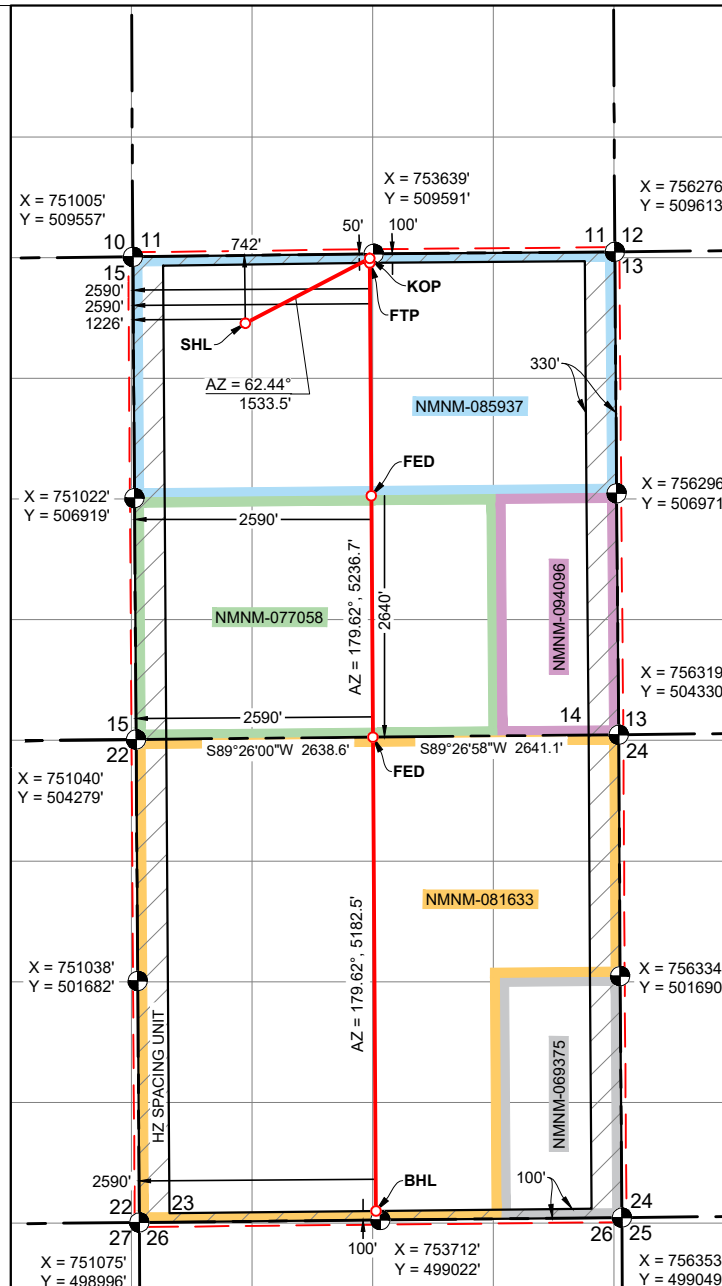 X = 753639'
Y = 509591'
X = 751005'
Y = 509557'
X = 756276
Y = 509613
10
11
11
12
742'
50'
100'
15
13
KOP
2590'
FTP
2590'
1226'
SHL
AZ = 62.44°
1533.5'
330'
NMNM-085937
FED
X = 751022'
Y = 506919'
X = 756296
Y = 506971
2590'
AZ = 179.62°, 5236.7'
2640'
NMNM-077058
NMNM-094096
X = 756319
Y = 504330
2590'
15
14
13
22
S89°26'00"W 2638.6'
S89°26'58"W 2641.1'
24
FED
X = 751040'
Y = 504279'
NMNM-081633
AZ = 179.62°, 5182.5'
X = 751038'
Y = 501682'
X = 756334
Y = 501690
HZ SPACING UNIT
NMNM-069375
2590'
BHL
100'
22
23
24
27
26
26
25
100'
X = 753712'
Y = 499022'
X = 751075'
Y = 498996'
X = 756353
Y = 499049